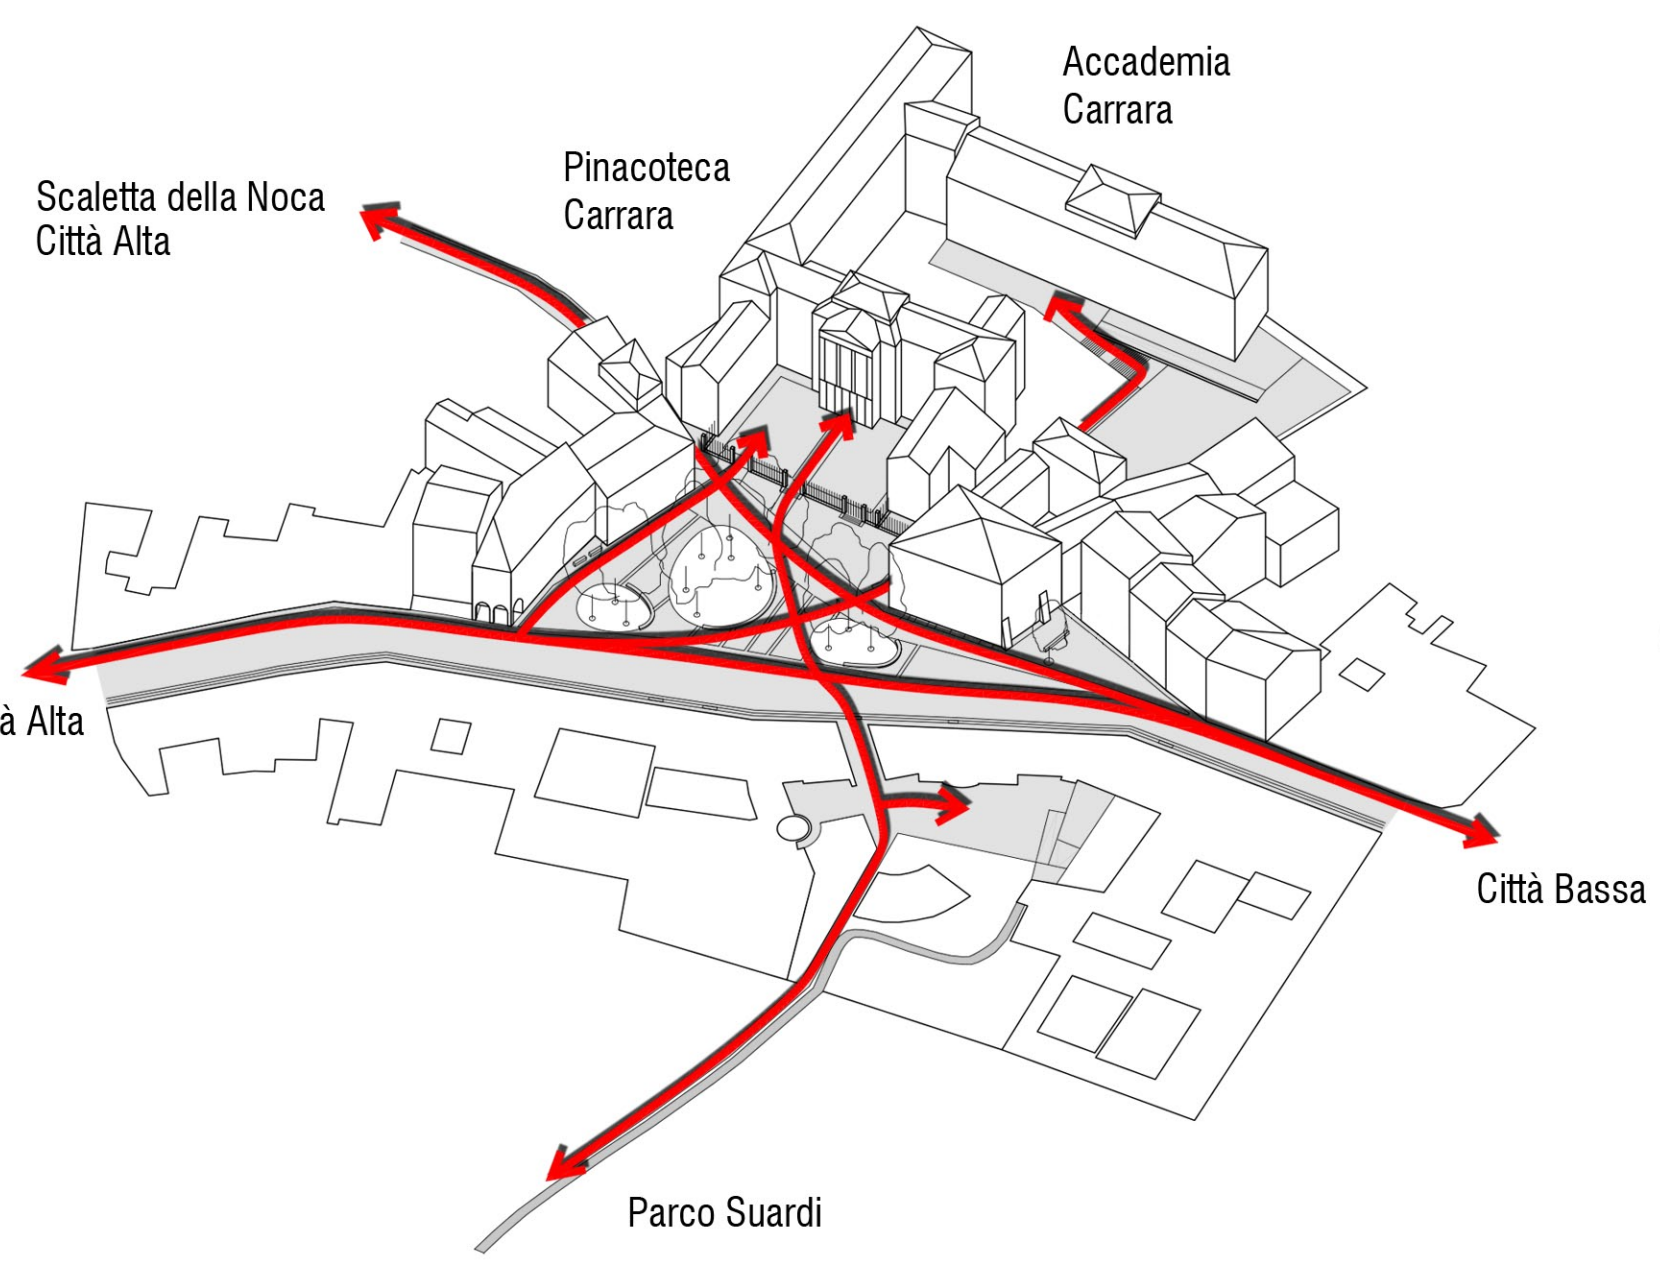 Accademia
Carrara
Pinacoteca
Carrara
Scaletta della Noca
Città Alta
à Alta
Città Bassa
Parco Suardi